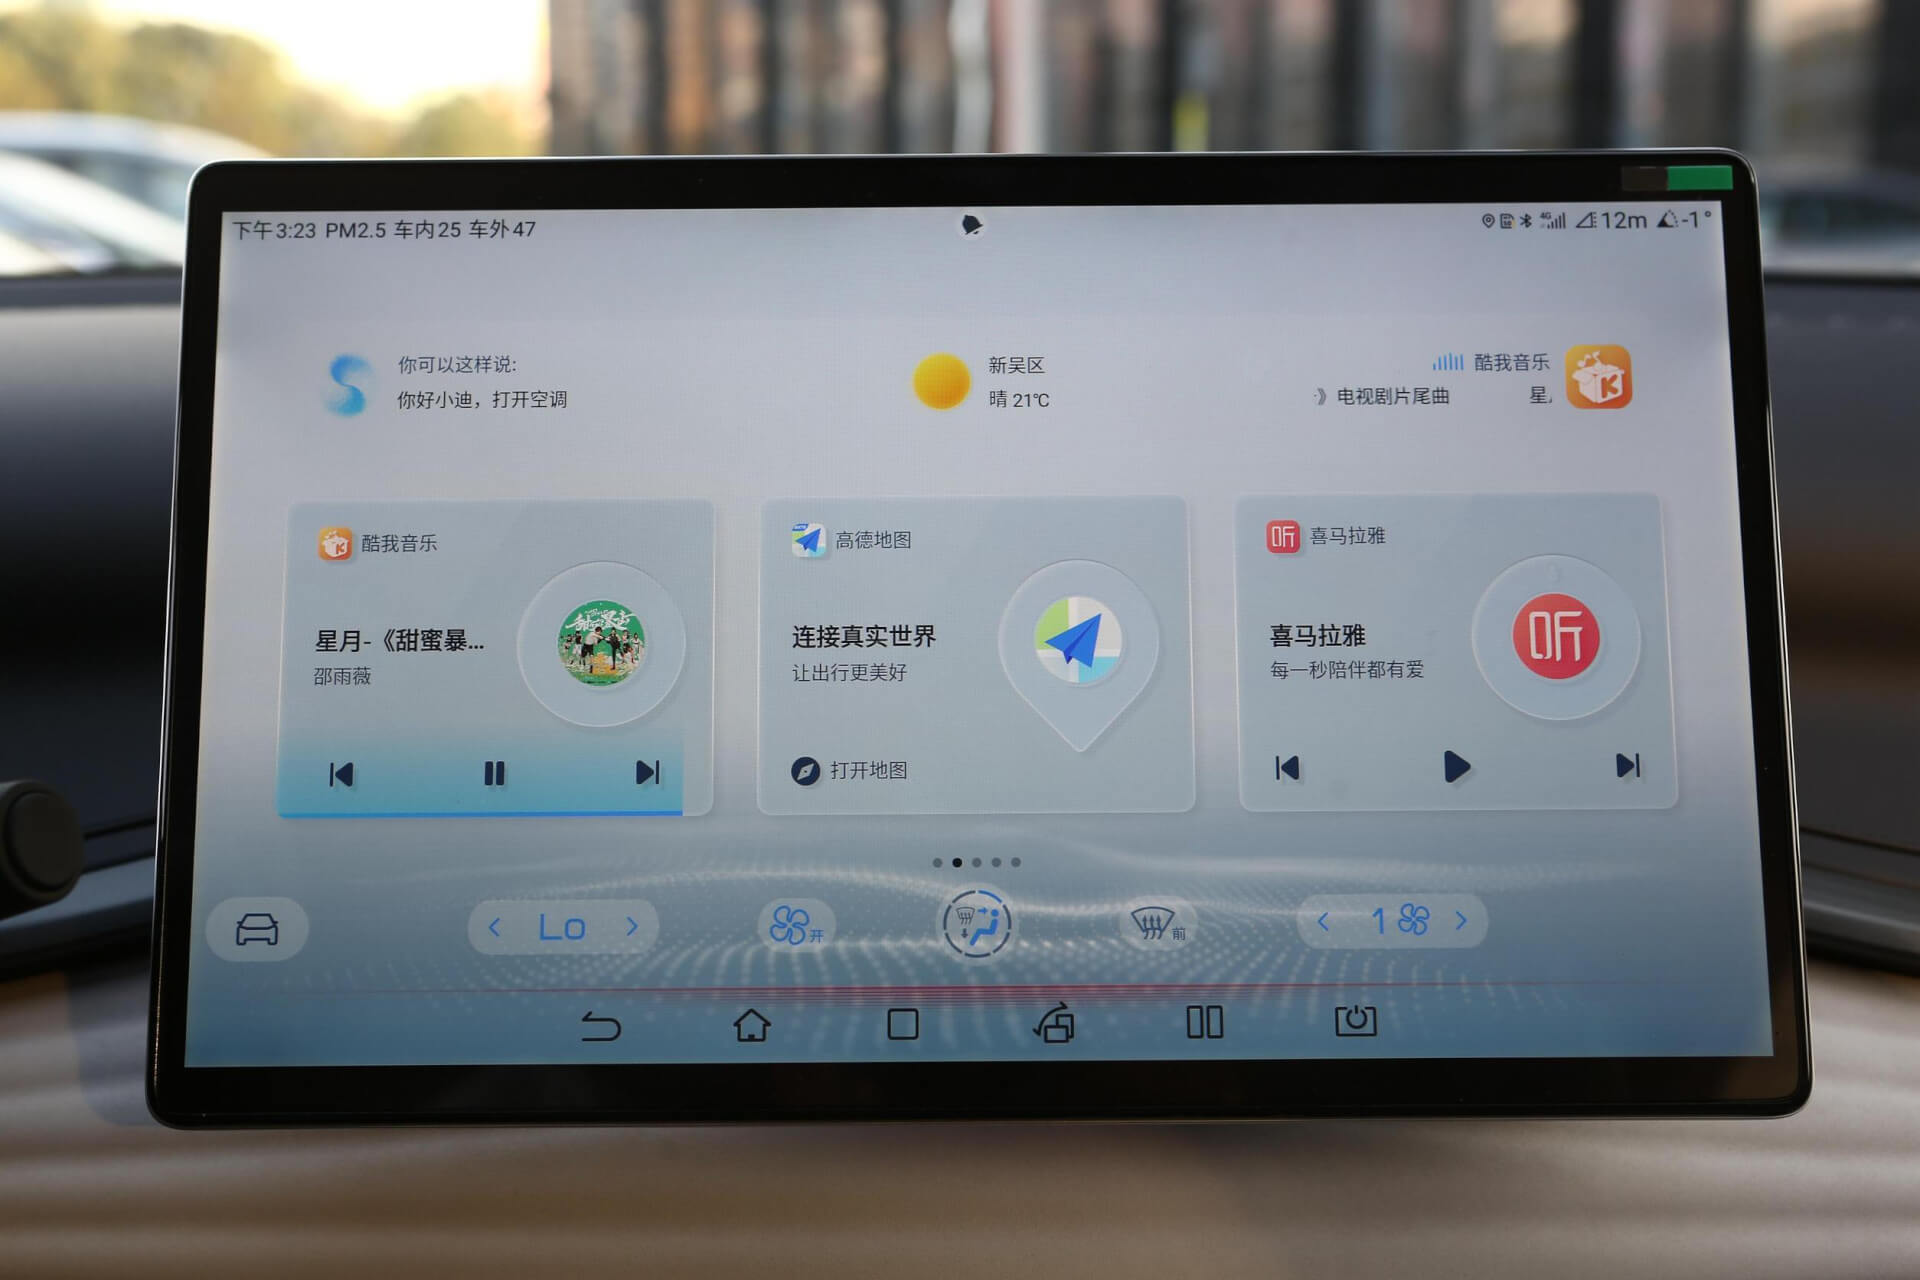 下午3:23 PM2.5 车内25 车外47
4G 12m -1°
你可以这样说:
你好小迪，打开空调
新吴区
晴 21℃
酷我音乐
》 电视剧片尾曲 星
K
酷我音乐
星月-《甜蜜暴...
邵雨薇
高德地图
连接真实世界
让出行更美好
打开地图
听 喜马拉雅
喜马拉雅
每一秒陪伴都有爱
听
Lo
开
前
1